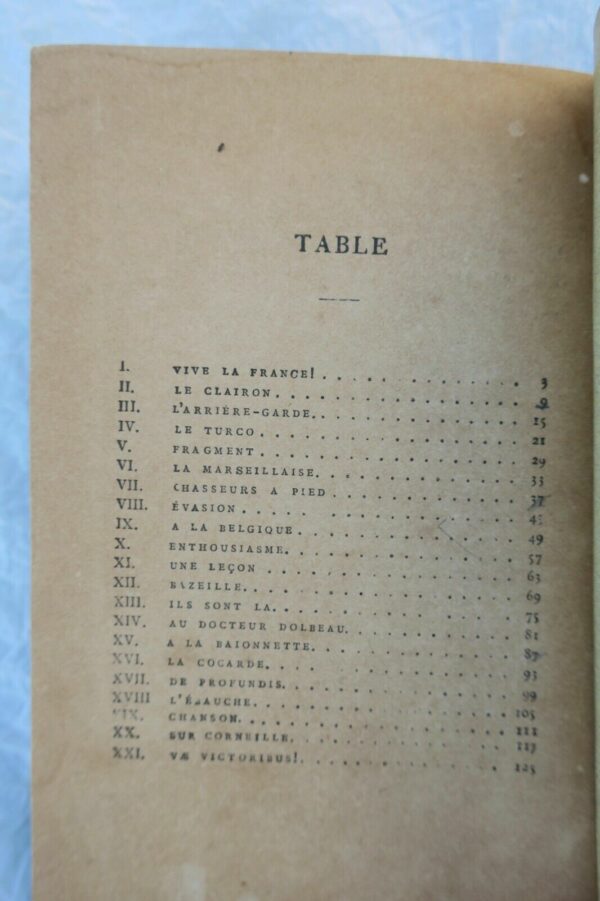 TABLE
I. VIVE LA FRANCE! . . . . . . . . . . . . 3
II. LE CLAIRON . . . . . . . . . . . . . . 9
III. L'ARRIÈRE-GARDE. . . . . . . . . . . . 15
IV. LE TURCO . . . . . . . . . . . . . . . 21
V. FRAGMENT . . . . . . . . . . . . . . . 29
VI. LA MARSEILLAISE. . . . . . . . . . . . 33
VII. CHASSEURS A PIED . . . . . . . . . . . 37
VIII. ÉVASION . . . . . . . . . . . . . . .
IX. A LA BELGIQUE . . . . . . . . . . . . 49
X. ENTHOUSIASME. . . . . . . . . . . . . 57
XI. UNE LEÇON . . . . . . . . . . . . . . 63
XII. BAZEILLE. . . . . . . . . . . . . . . 69
XIII. ILS SONT LA. . . . . . . . . . . . . . 75
XIV. AU DOCTEUR DOLBEAU. . . . . . . . . . 81
XV. A LA BAIONNETTE. . . . . . . . . . . . 87
XVI. LA COCARDE. . . . . . . . . . . . . . 93
XVII. DE PROFUNDIS. . . . . . . . . . . . . 99
XVIII L'ÉBAUCHE. . . . . . . . . . . . . . . 105
XIX. CHANSON. . . . . . . . . . . . . . . . 111
XX. SUR CORNEILLE. . . . . . . . . . . . . 117
XXI. VÆ VICTORIBUS! . . . . . . . . . . . . 125